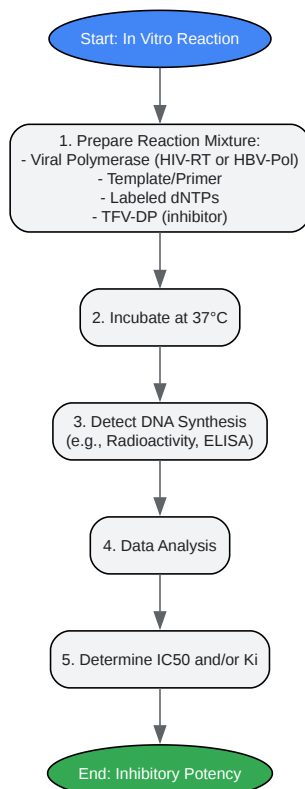 Start: In Vitro Reaction
1. Prepare Reaction Mixture:
- Viral Polymerase (HIV-RT or HBV-Pol)
- Template/Primer
- Labeled dNTPs
- TFV-DP (inhibitor)
2. Incubate at 37°C
3. Detect DNA Synthesis
(e.g., Radioactivity, ELISA)
4. Data Analysis
5. Determine IC50 and/or Ki
End: Inhibitory Potency